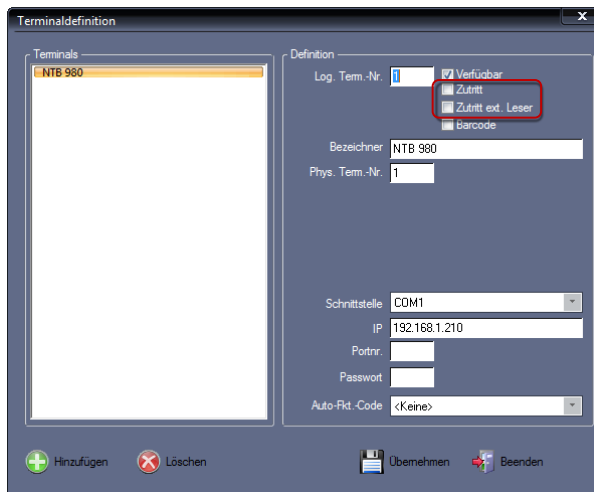 Terminaldefinition
x
Terminals
NTB 980
Definition
Log. Term.-Nr. 1
Verfügbar
Zutritt
Zutritt ext. Leser
Barcode
Bezeichner NTB 980
Phys. Term.-Nr. 1
Schnittstelle COM1
IP 192.168.1.210
Portnr.
Passwort
Auto-Fkt.-Code <Keine>
Hinzufügen Löschen Übernehmen Beenden